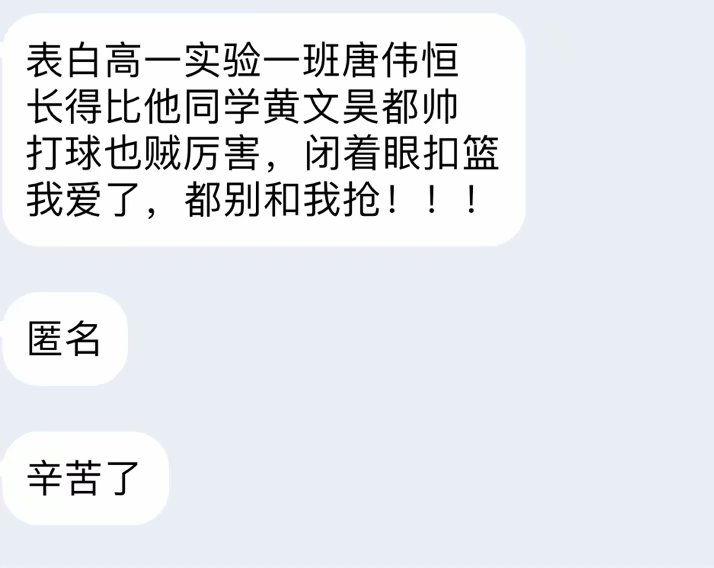 表白高一实验一班唐伟恒
长得比他同学黄文昊都帅
打球也贼厉害，闭着眼扣篮
我爱了，都别和我抢！！！
匿名
辛苦了